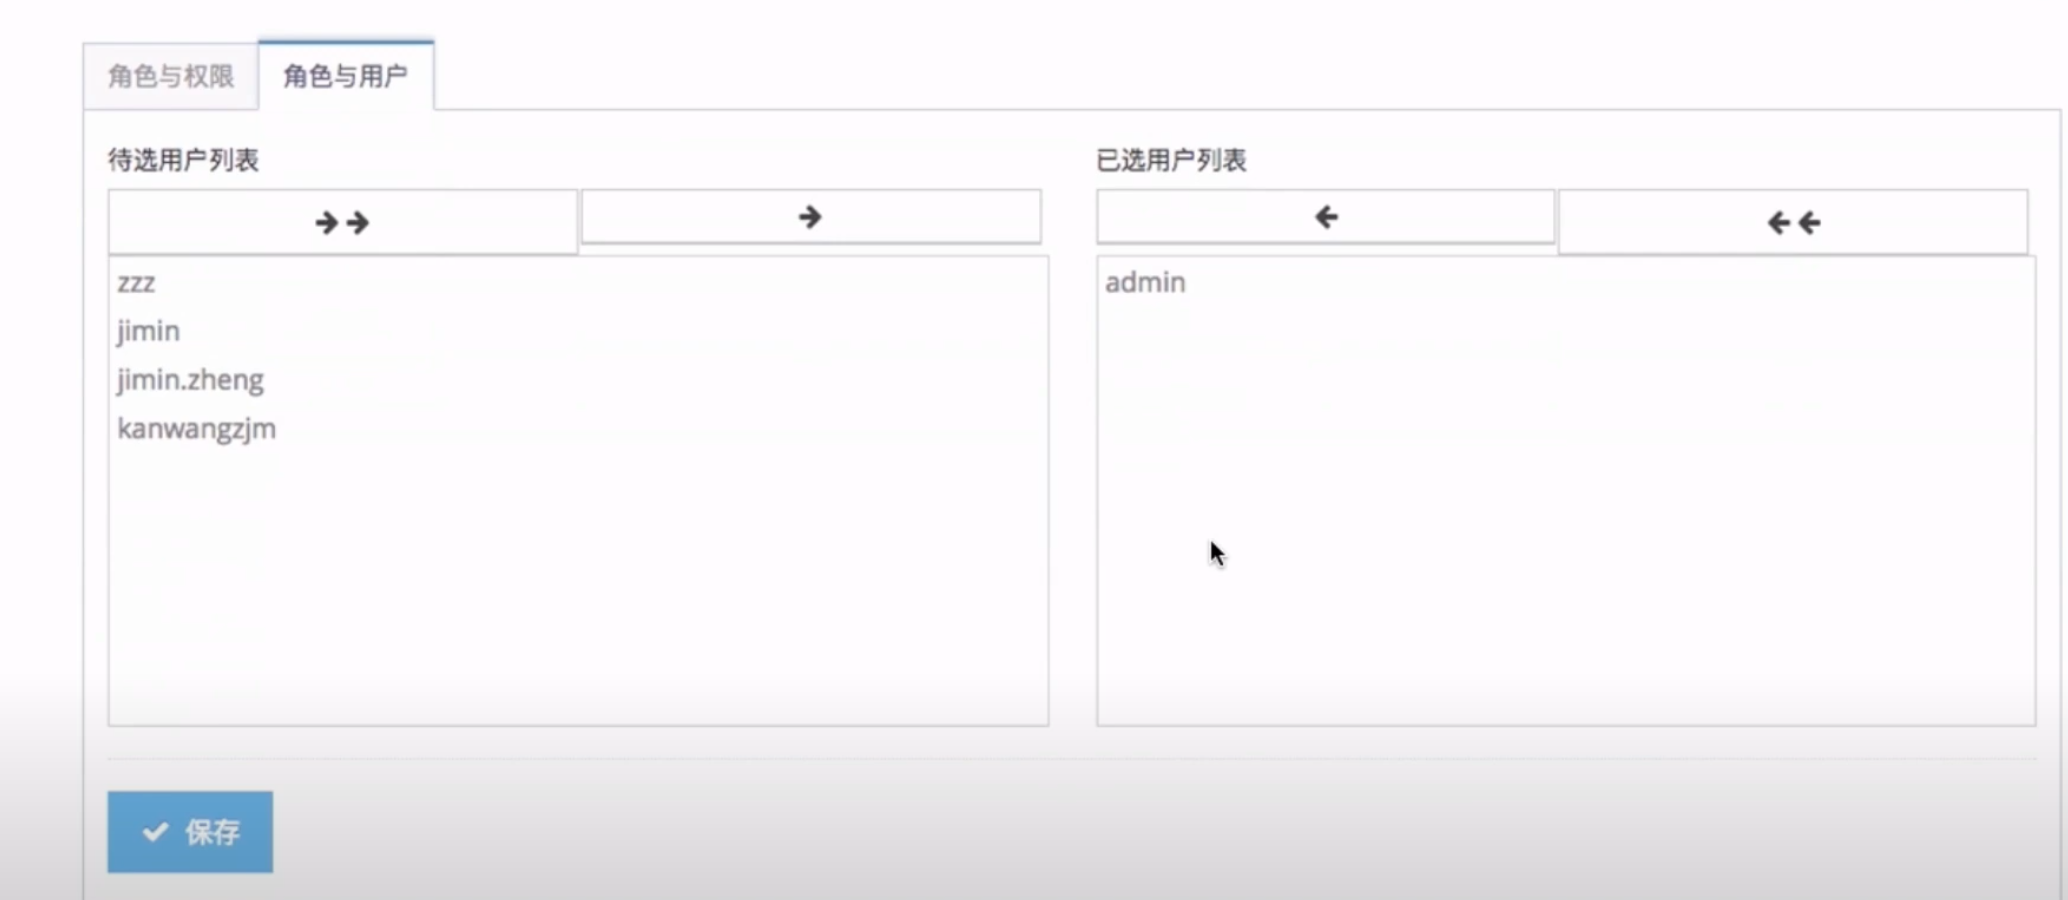 角色与权限 角色与用户
待选用户列表
zzz
jimin
jimin.zheng
kanwangzjm
已选用户列表
admin
保存